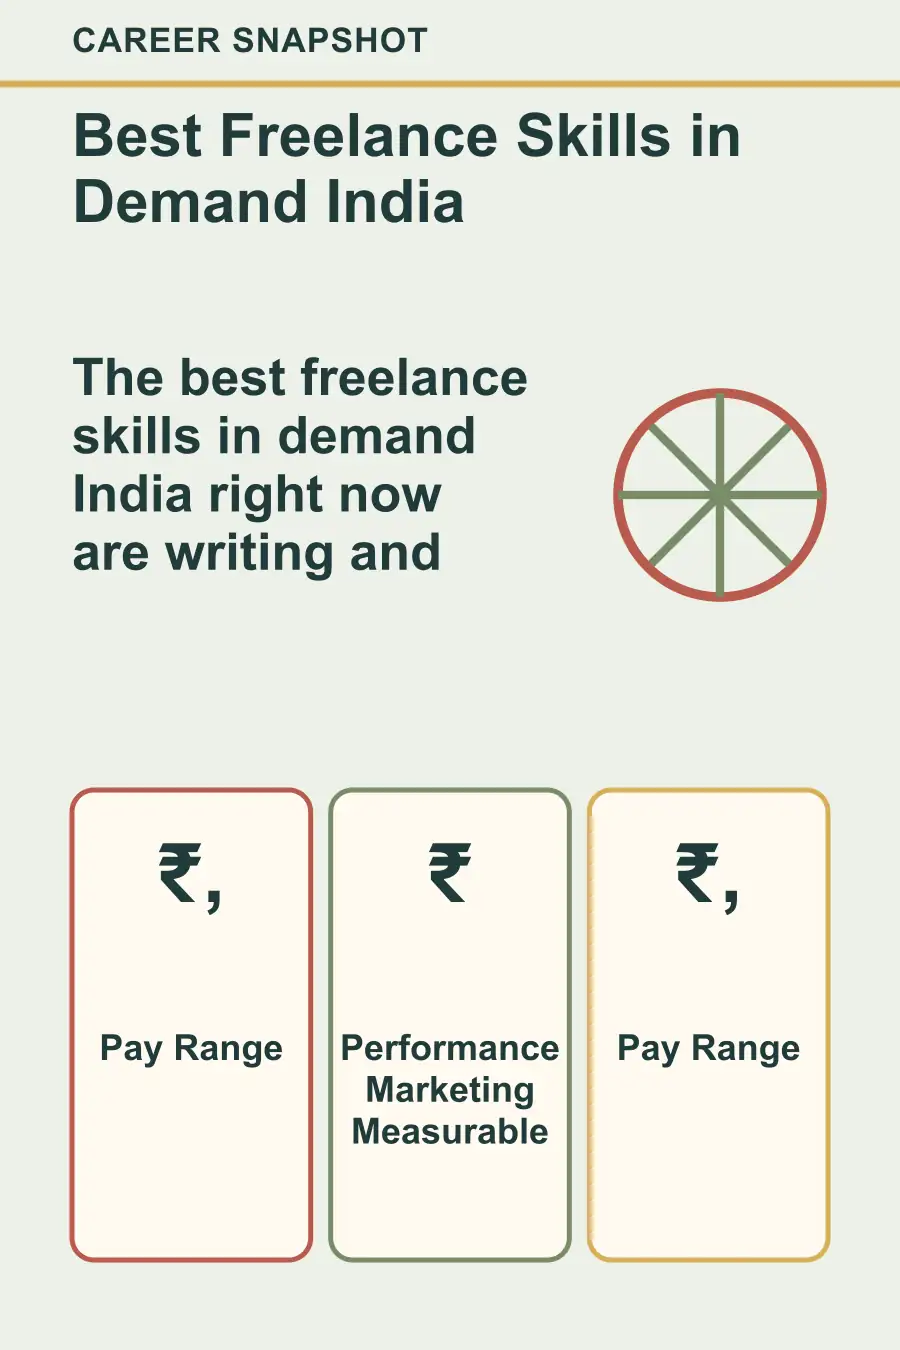 CAREER SNAPSHOT
Best Freelance Skills in
Demand India
The best freelance
skills in demand
India right now
are writing and
₹,
Pay Range
₹
Performance
Marketing
Measurable
₹,
Pay Range